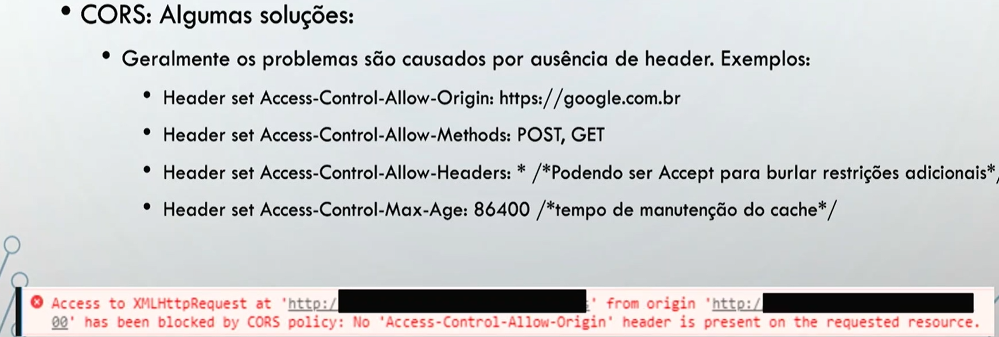 • CORS: Algumas soluções:
• Geralmente os problemas são causados por ausência de header. Exemplos:
• Header set Access-Control-Allow-Origin: https://google.com.br
• Header set Access-Control-Allow-Methods: POST, GET
• Header set Access-Control-Allow-Headers: * /*Podendo ser Accept para burlar restrições adicionais*/
• Header set Access-Control-Max-Age: 86400 /*tempo de manutenção do cache*/
Access to XMLHttpRequest at 'http:/ ' from origin 'http:/
00' has been blocked by CORS policy: No 'Access-Control-Allow-Origin' header is present on the requested resource.